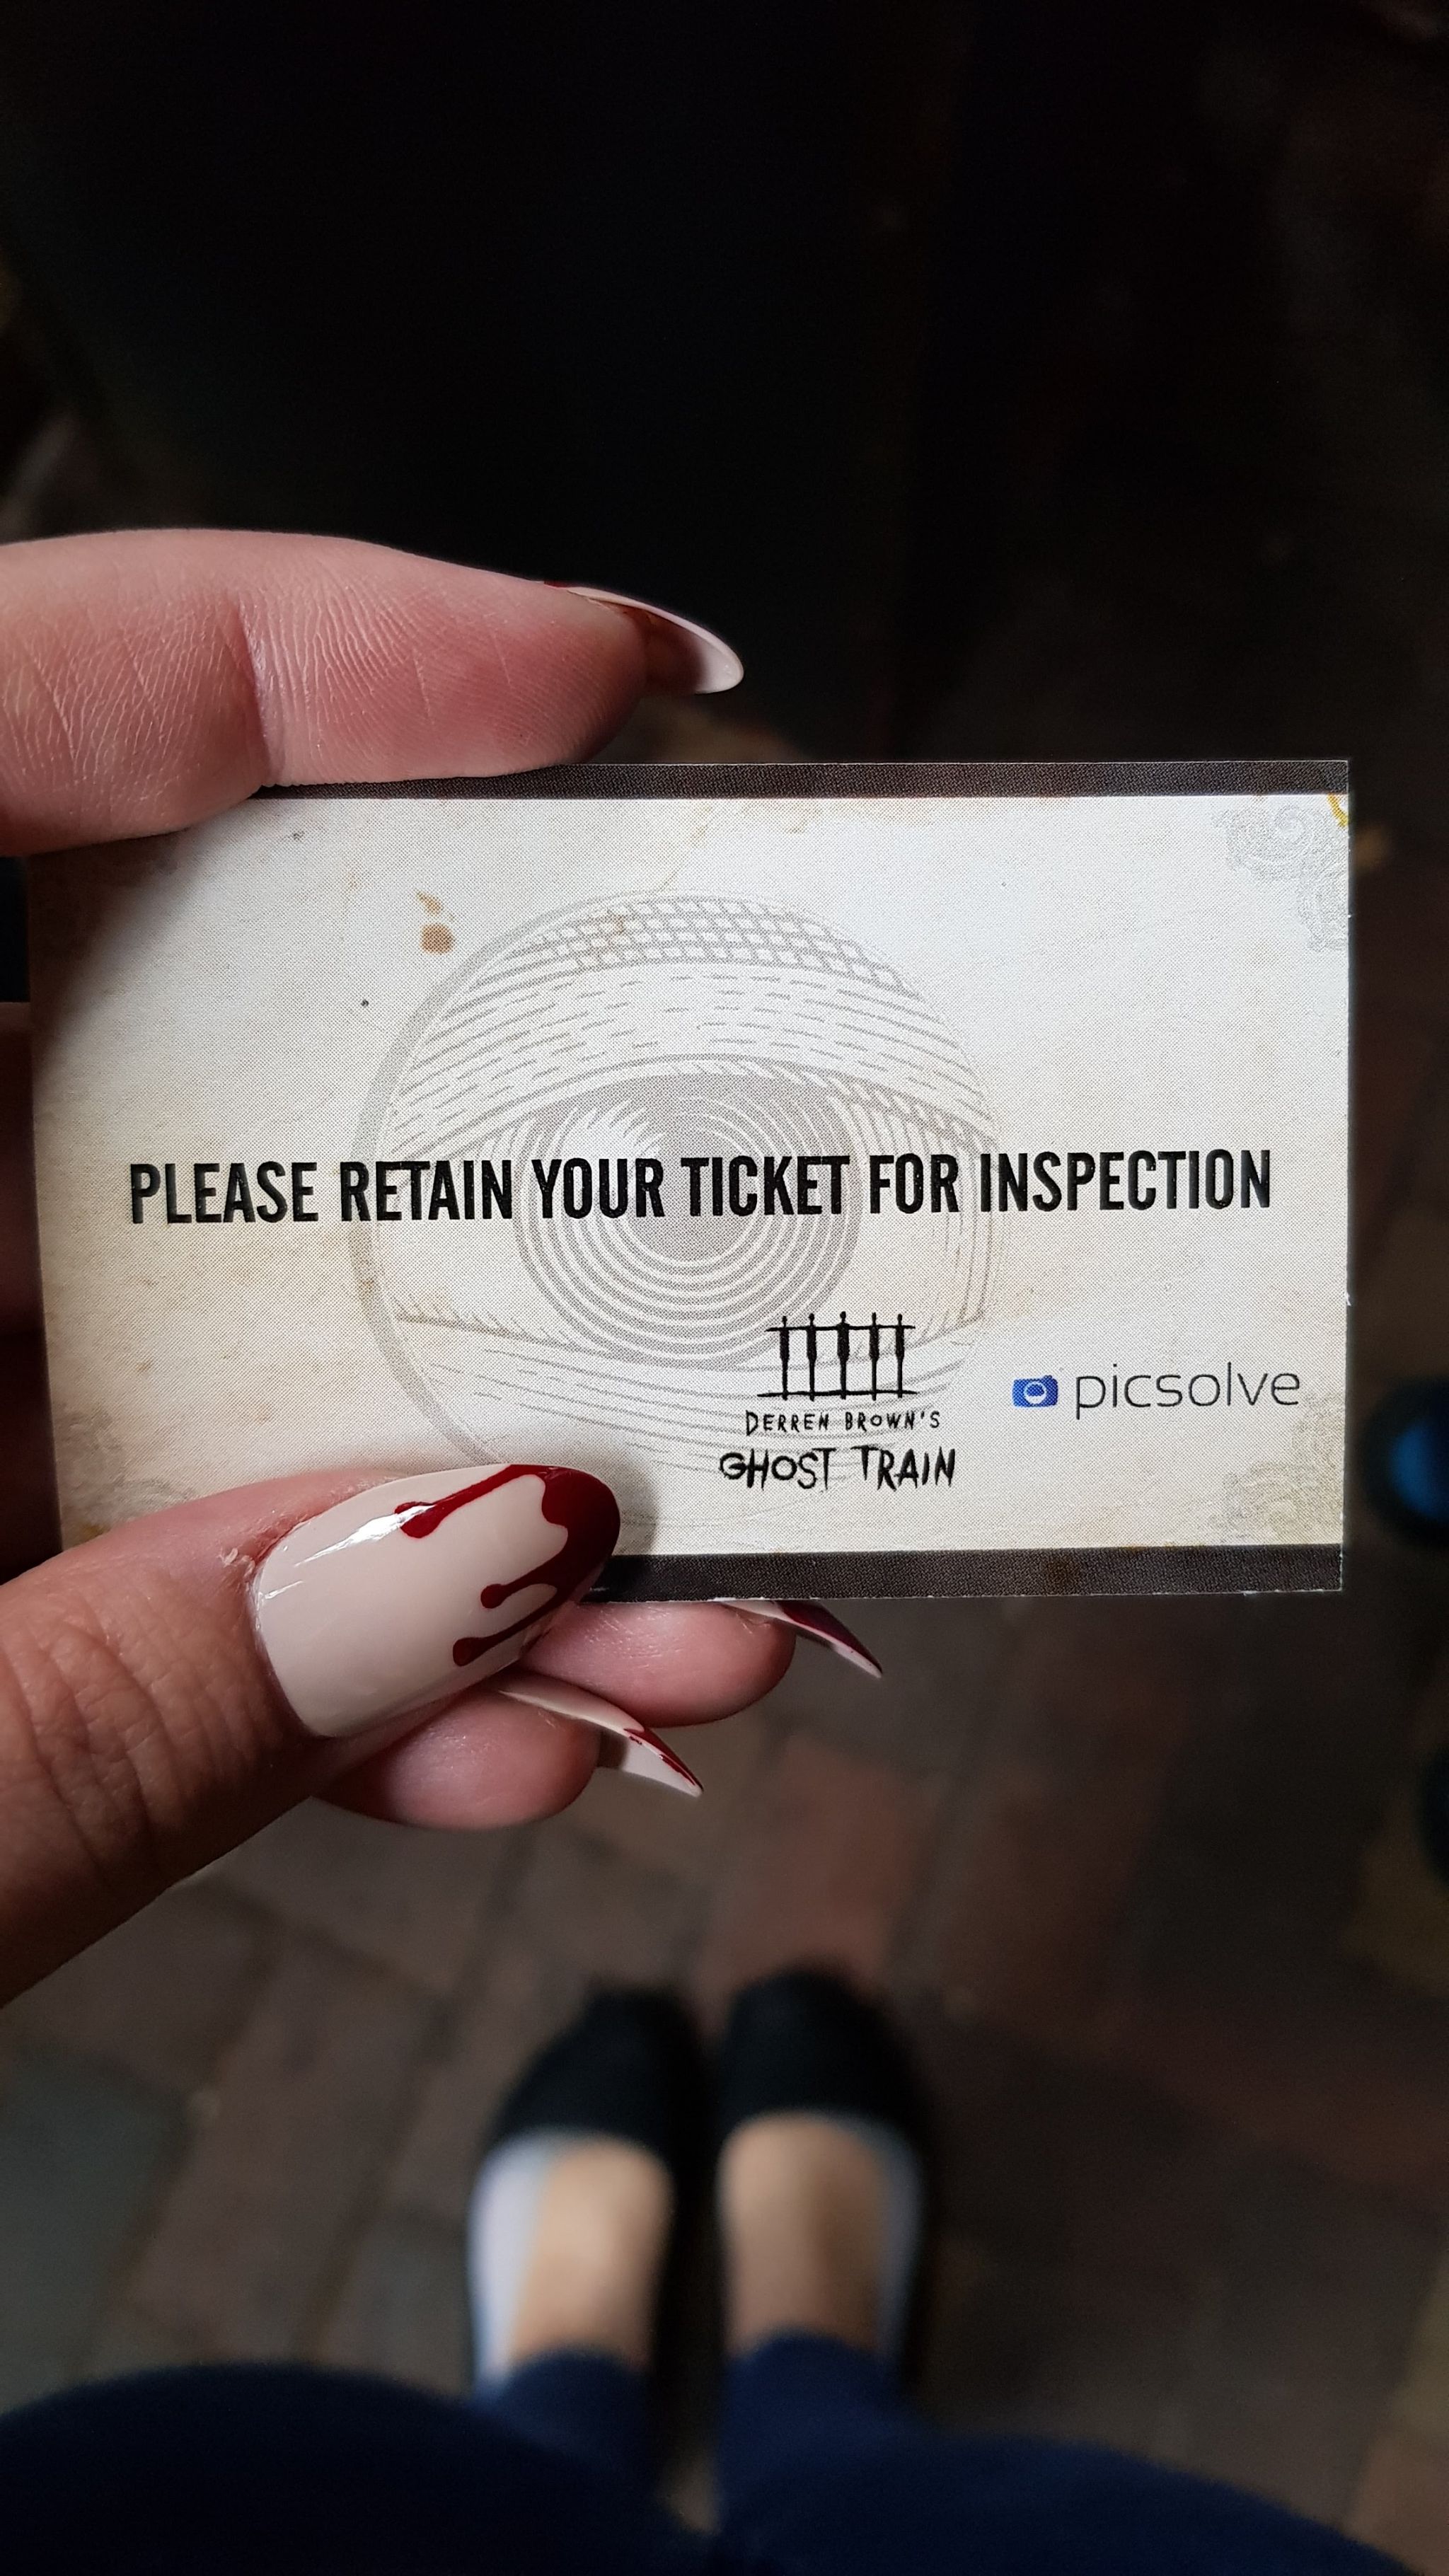 PLEASE RETAIN YOUR TICKET FOR INSPECTION
DERREN BROWN'S
GHOST TRAIN
picsolve